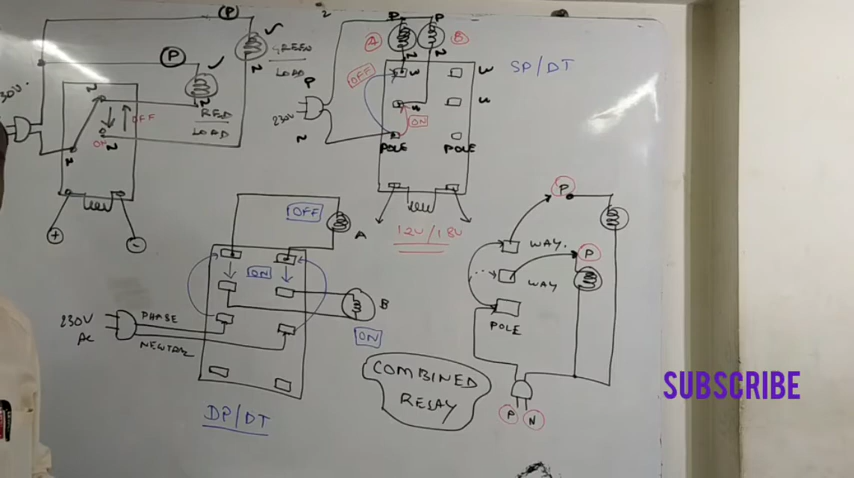 P
P
N
GREEN
LOAD
N
RED
LOAD
230V
N
OFF
ON
N
N
+
-
2
P
P
A
B
N
N
P
230V
N
OFF
W
W
W
W
ON
POLE
POLE
12V/18V
SP/DT
OFF
A
ON
B
ON
230V
AC
PHASE
NEUTRAL
DP/DT
COMBINED
RELAY
P
WAY.
P
WAY
POLE
P
N
SUBSCRIBE